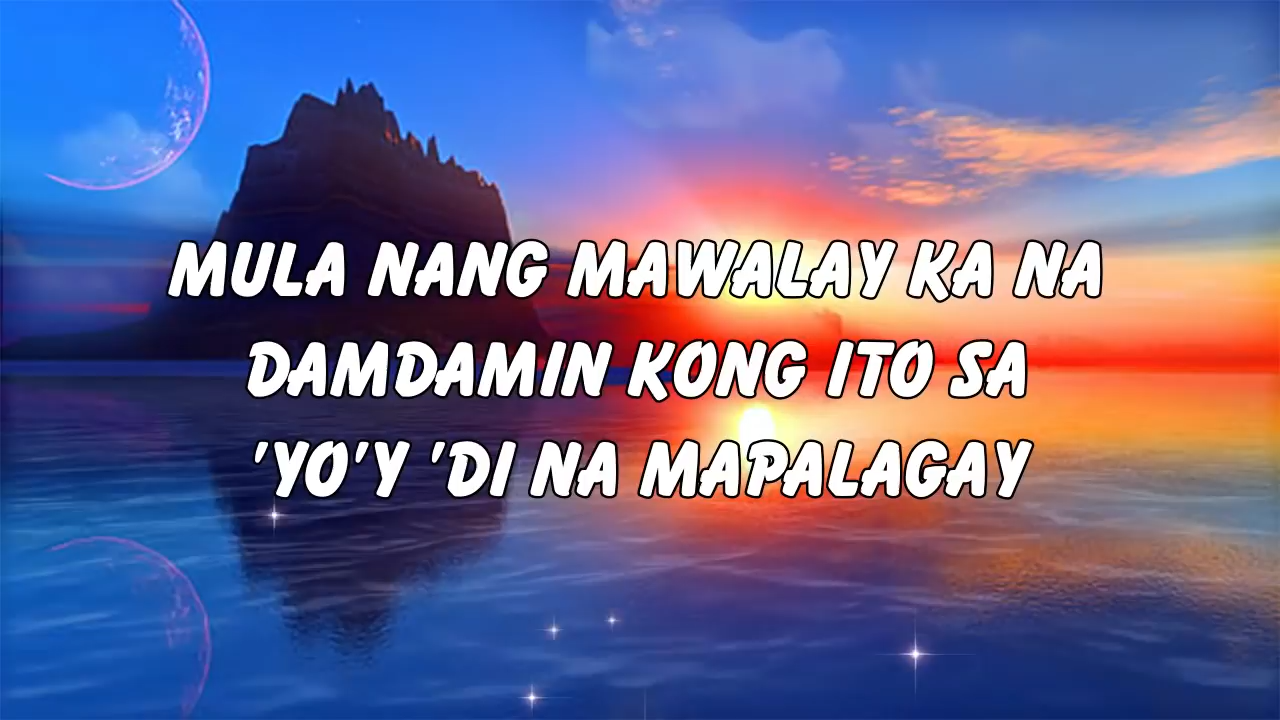 MULA NANG MAWALAY KA NA
DAMDAMIN KONG ITO SA
'YO'Y 'DI NA MAPALAGAY